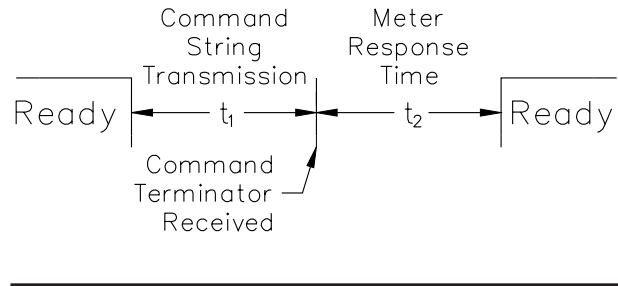 Command
String
Transmission
Meter
Response
Time
Ready
t₁
t₂
Ready
Command
Terminator
Received